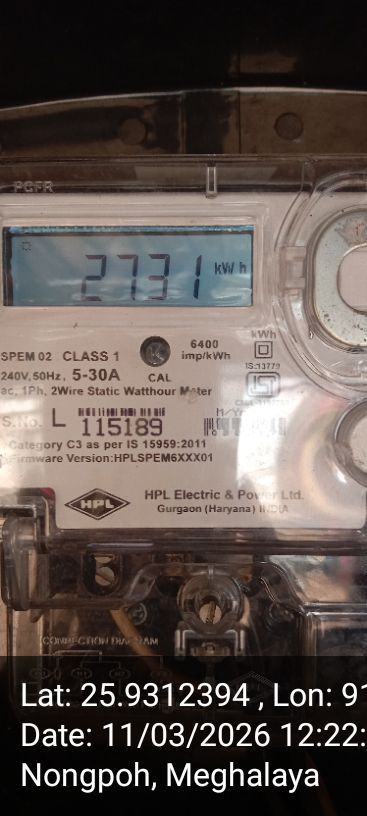 PCFR
2731 kWh
6400
imp/kWh
kWh
SPEM 02 CLASS 1
240V,50Hz, 5-30A
CAL
IS:13779
ac, 1Ph, 2Wire Static Watthour Meter
S.No. L 115189
Category C3 as per IS 15959:2011
Firmware Version:HPLSPEM6XXX01
HPL
HPL Electric & Power Ltd.
Gurgaon (Haryana) INDIA
CONNECTION DIAGRAM
Lat: 25.9312394 , Lon: 91
Date: 11/03/2026 12:22:
Nongpoh, Meghalaya